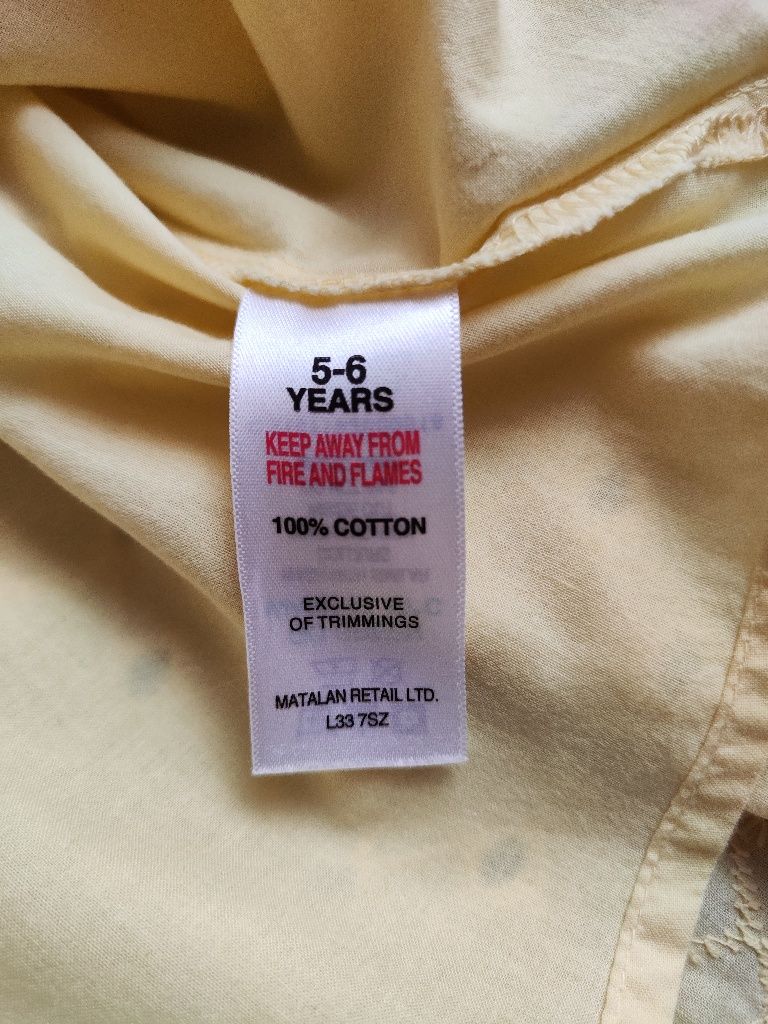 5-6
YEARS
KEEP AWAY FROM
FIRE AND FLAMES
100% COTTON
EXCLUSIVE
OF TRIMMINGS
MATALAN RETAIL LTD.
L33 7SZ